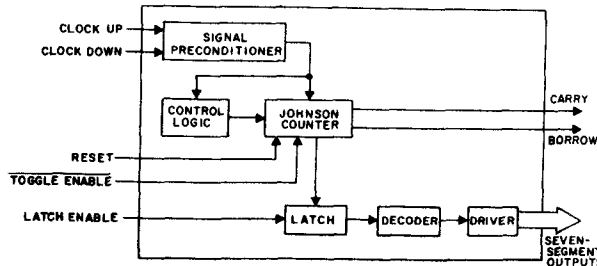 CLOCK UP
CLOCK DOWN
SIGNAL
PRECONDITIONER
CONTROL
LOGIC
JOHNSON
COUNTER
CARRY
BORROW
RESET
TOGGLE ENABLE
LATCH ENABLE
LATCH
DECODER
DRIVER
SEVEN-
SEGMENT
OUTPUTS